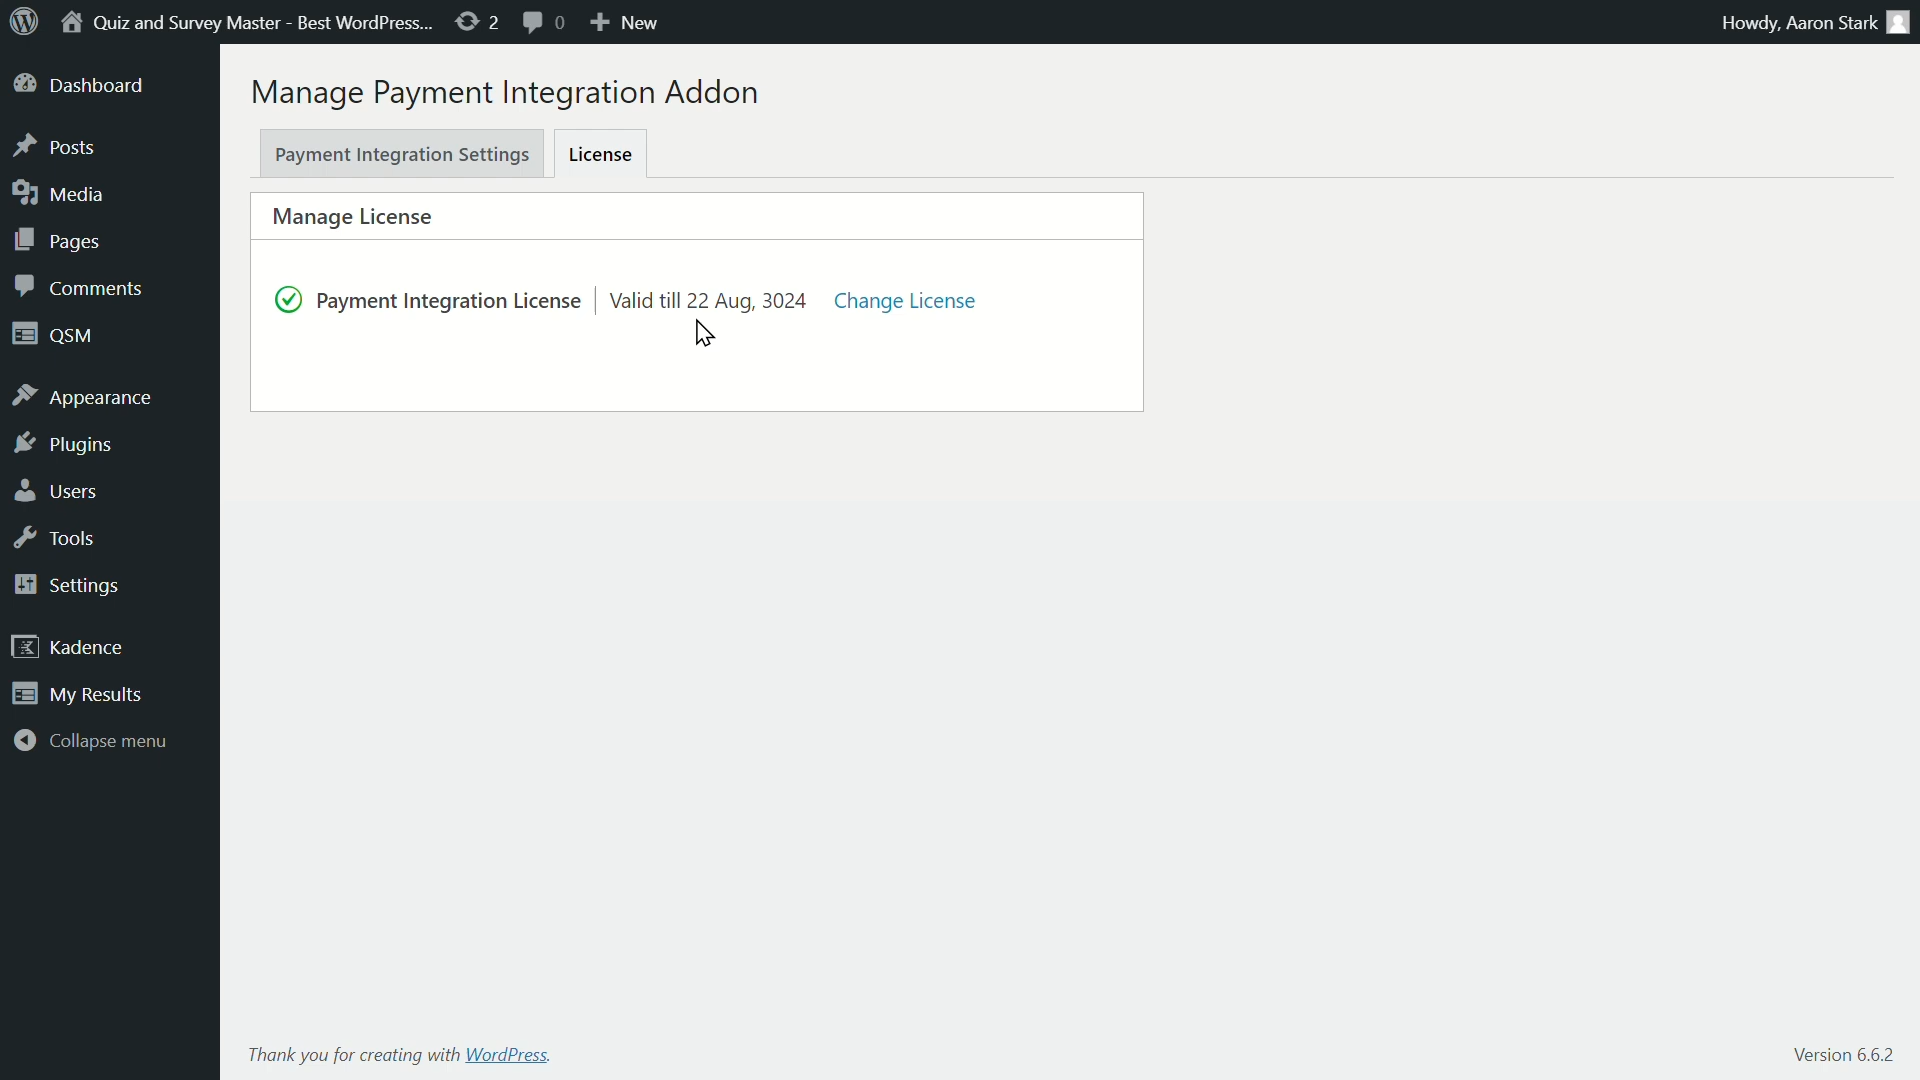 Quiz and Survey Master - Best WordPress... 2 0 New Howdy, Aaron Stark
Dashboard
Posts
Media
Pages
Comments
QSM
Appearance
Plugins
Users
Tools
Settings
Kadence
My Results
Collapse menu
Manage Payment Integration Addon
Payment Integration Settings License
Manage License
Payment Integration License Valid till 22 Aug, 3024 Change License
Thank you for creating with WordPress. Version 6.6.2